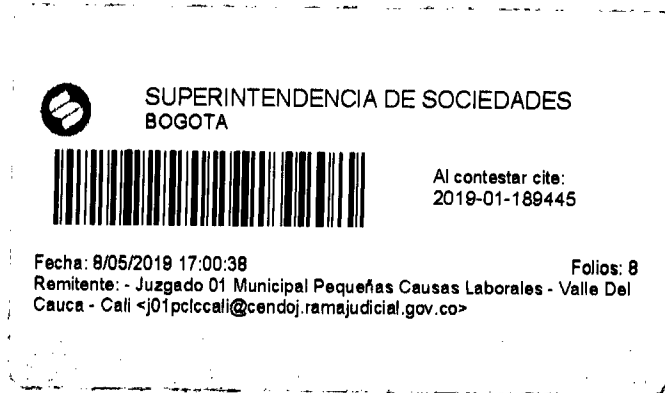 SUPERINTENDENCIA DE SOCIEDADES
BOGOTA
Al contestar cite:
2019-01-189445
Fecha: 8/05/2019 17:00:38 Folios: 8
Remitente: - Juzgado 01 Municipal Pequeñas Causas Laborales - Valle Del
Cauca - Cali <j01pclccali@cendoj.ramajudicial.gov.co>